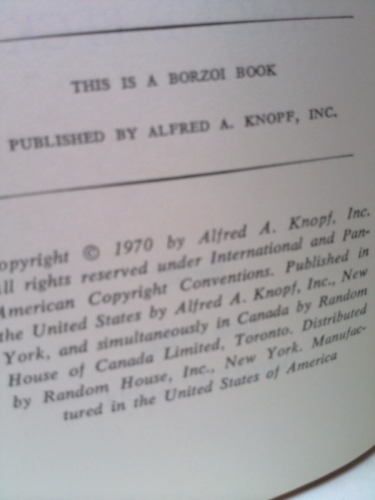 THIS IS A BORZOI BOOK
PUBLISHED BY ALFRED A. KNOPF, INC.
opyright © 1970 by Alfred A. Knopf, Inc.
ll rights reserved under International and Pan-
American Copyright Conventions. Published in
the United States by Alfred A. Knopf, Inc., New
York, and simultaneously in Canada by Random
House of Canada Limited, Toronto. Distributed
by Random House, Inc., New York. Manufac-
tured in the United States of America